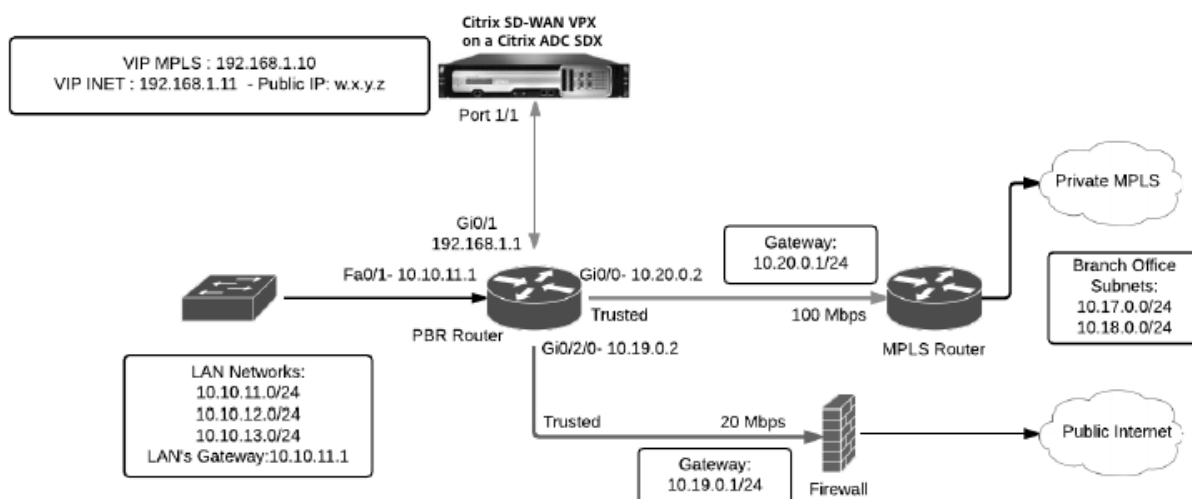 Citrix SD-WAN VPX
on a Citrix ADC SDX
VIP MPLS : 192.168.1.10
VIP INET : 192.168.1.11 - Public IP: w.x.y.z
Port 1/1
Private MPLS
Gi0/1
192.168.1.1
Gateway:
10.20.0.1/24
Fa0/1- 10.10.11.1
Gi0/0- 10.20.0.2
Branch Office
Subnets:
10.17.0.0/24
10.18.0.0/24
Trusted
100 Mbps
PBR Router
MPLS Router
Gi0/2/0- 10.19.0.2
LAN Networks:
10.10.11.0/24
10.10.12.0/24
10.10.13.0/24
LAN's Gateway:10.10.11.1
Trusted
20 Mbps
Public Internet
Gateway:
10.19.0.1/24
Firewall